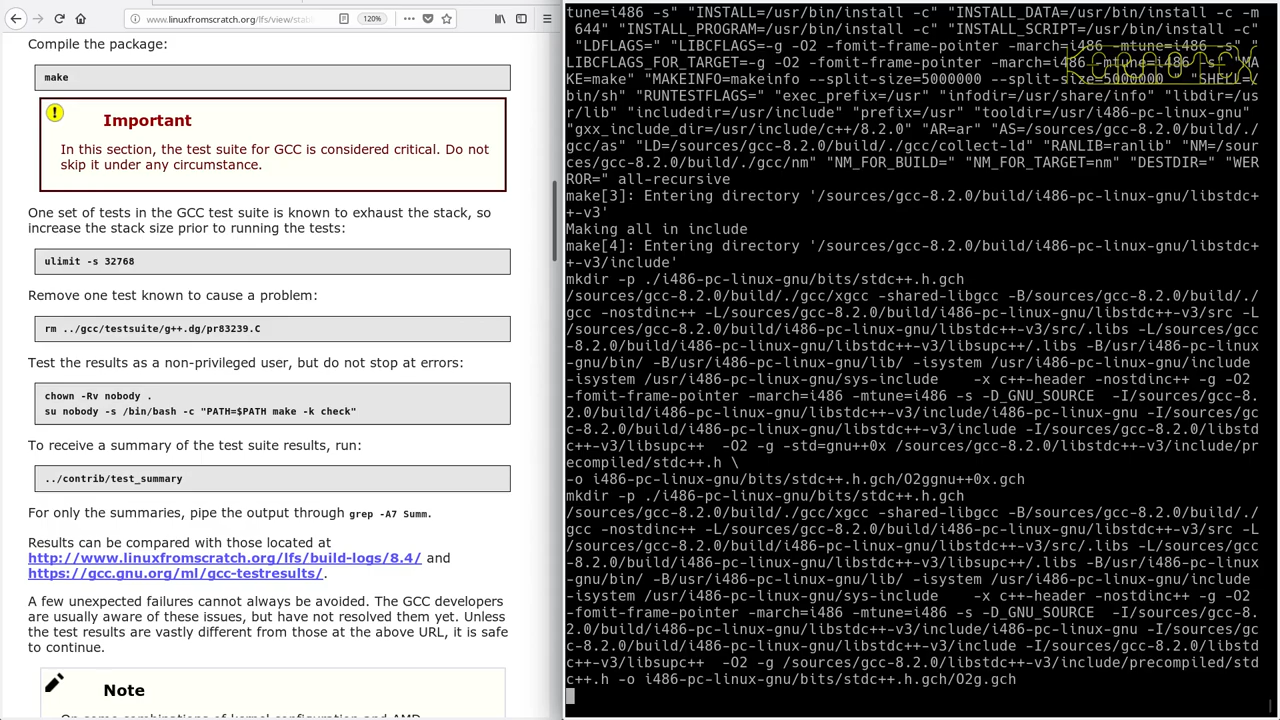 www.linuxfromscratch.org/lfs/view/stab
120%
Compile the package:
make
Important
In this section, the test suite for GCC is considered critical. Do not
skip it under any circumstance.
One set of tests in the GCC test suite is known to exhaust the stack, so
increase the stack size prior to running the tests:
ulimit -s 32768
Remove one test known to cause a problem:
rm ../gcc/testsuite/g++.dg/pr83239.C
Test the results as a non-privileged user, but do not stop at errors:
chown -Rv nobody .
su nobody -s /bin/bash -c "PATH=$PATH make -k check"
To receive a summary of the test suite results, run:
../contrib/test_summary
For only the summaries, pipe the output through grep -A7 Summ.
Results can be compared with those located at
http://www.linuxfromscratch.org/lfs/build-logs/8.4/ and
https://gcc.gnu.org/ml/gcc-testresults/.
A few unexpected failures cannot always be avoided. The GCC developers
are usually aware of these issues, but have not resolved them yet. Unless
the test results are vastly different from those at the above URL, it is safe
to continue.
Note
On some combinations of kernel configuration and AMD
tune=i486 -s" "INSTALL=/usr/bin/install -c" "INSTALL_DATA=/usr/bin/install -c -m
644" "INSTALL_PROGRAM=/usr/bin/install -c" "INSTALL_SCRIPT=/usr/bin/install -c"
"LDFLAGS=" "LIBCFLAGS=-g -O2 -fomit-frame-pointer -march=i486 -mtune=i486 -s" "
LIBCFLAGS_FOR_TARGET=-g -O2 -fomit-frame-pointer -march=i486 -mtune=i486 -s" "MA
KE=make" "MAKEINFO=makeinfo --split-size=5000000 --split-size=5000000 " "SHELL=/
bin/sh" "RUNTESTFLAGS=" "exec_prefix=/usr" "infodir=/usr/share/info" "libdir=/us
r/lib" "includedir=/usr/include" "prefix=/usr" "tooldir=/usr/i486-pc-linux-gnu"
"gxx_include_dir=/usr/include/c++/8.2.0" "AR=ar" "AS=/sources/gcc-8.2.0/build/./
gcc/as" "LD=/sources/gcc-8.2.0/build/./gcc/collect-ld" "RANLIB=ranlib" "NM=/sour
ces/gcc-8.2.0/build/./gcc/nm" "NM_FOR_BUILD=" "NM_FOR_TARGET=nm" "DESTDIR=" "WER
ROR=" all-recursive
make[3]: Entering directory '/sources/gcc-8.2.0/build/i486-pc-linux-gnu/libstdc+
+-v3'
Making all in include
make[4]: Entering directory '/sources/gcc-8.2.0/build/i486-pc-linux-gnu/libstdc+
+-v3/include'
mkdir -p ./i486-pc-linux-gnu/bits/stdc++.h.gch
/sources/gcc-8.2.0/build/./gcc/xgcc -shared-libgcc -B/sources/gcc-8.2.0/build/./
gcc -nostdinc++ -L/sources/gcc-8.2.0/build/i486-pc-linux-gnu/libstdc++-v3/src -L
/sources/gcc-8.2.0/build/i486-pc-linux-gnu/libstdc++-v3/src/.libs -L/sources/gcc
-8.2.0/build/i486-pc-linux-gnu/libstdc++-v3/libsupc++/.libs -B/usr/i486-pc-linux
-gnu/bin/ -B/usr/i486-pc-linux-gnu/lib/ -isystem /usr/i486-pc-linux-gnu/include
-isystem /usr/i486-pc-linux-gnu/sys-include    -x c++-header -nostdinc++ -g -O2
-fomit-frame-pointer -march=i486 -mtune=i486 -s -D_GNU_SOURCE  -I/sources/gcc-8.
2.0/build/i486-pc-linux-gnu/libstdc++-v3/include/i486-pc-linux-gnu -I/sources/gc
c-8.2.0/build/i486-pc-linux-gnu/libstdc++-v3/include -I/sources/gcc-8.2.0/libstd
c++-v3/libsupc++  -O2 -g -std=gnu++0x /sources/gcc-8.2.0/libstdc++-v3/include/pr
ecompiled/stdc++.h \
-o i486-pc-linux-gnu/bits/stdc++.h.gch/O2ggnu++0x.gch
mkdir -p ./i486-pc-linux-gnu/bits/stdc++.h.gch
/sources/gcc-8.2.0/build/./gcc/xgcc -shared-libgcc -B/sources/gcc-8.2.0/build/./
gcc -nostdinc++ -L/sources/gcc-8.2.0/build/i486-pc-linux-gnu/libstdc++-v3/src -L
/sources/gcc-8.2.0/build/i486-pc-linux-gnu/libstdc++-v3/src/.libs -L/sources/gcc
-8.2.0/build/i486-pc-linux-gnu/libstdc++-v3/libsupc++/.libs -B/usr/i486-pc-linux
-gnu/bin/ -B/usr/i486-pc-linux-gnu/lib/ -isystem /usr/i486-pc-linux-gnu/include
-isystem /usr/i486-pc-linux-gnu/sys-include    -x c++-header -nostdinc++ -g -O2
-fomit-frame-pointer -march=i486 -mtune=i486 -s -D_GNU_SOURCE  -I/sources/gcc-8.
2.0/build/i486-pc-linux-gnu/libstdc++-v3/include/i486-pc-linux-gnu -I/sources/gc
c-8.2.0/build/i486-pc-linux-gnu/libstdc++-v3/include -I/sources/gcc-8.2.0/libstd
c++-v3/libsupc++  -O2 -g /sources/gcc-8.2.0/libstdc++-v3/include/precompiled/std
c++.h -o i486-pc-linux-gnu/bits/stdc++.h.gch/O2g.gch